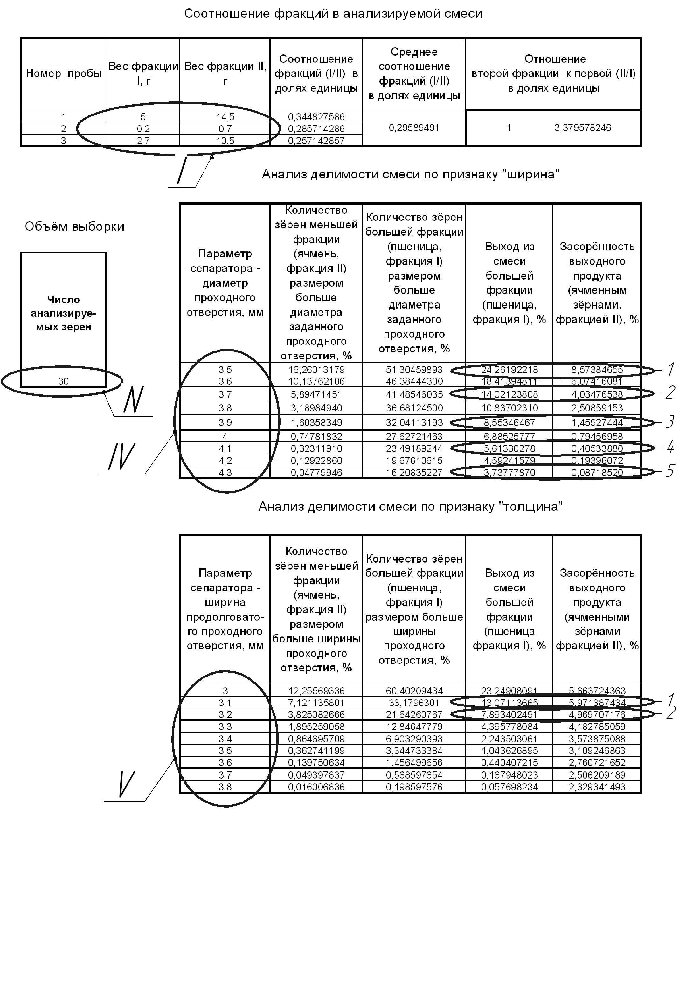 Соотношение фракций в анализируемой смеси
Номер пробы
Вес фракции
I, г
Вес фракции II,
г
Соотношение
фракций (I/II) в
долях единицы
Среднее
соотношение
фракций (I/II)
в долях единицы
Отношение
второй фракции к первой (II/I)
в долях единицы
1 5 14,5 0,344827586
2 0,2 0,7 0,285714286
3 2,7 10,5 0,257142857
0,29589491
1 3,379578246
I
Анализ делимости смеси по признаку "ширина"
Объём выборки
Число
анализируе-
мых зерен
30
N
Параметр
сепаратора -
диаметр
проходного
отверстия, мм
Количество
зёрен меньшей
фракции
(ячмень,
фракция II)
размером
больше
диаметра
заданного
проходного
отверстия, %
Количество зёрен
большей фракции
(пшеница,
фракция I)
размером
больше
диаметра
заданного
проходного
отверстия, %
Выход из
смеси
большей
фракции
(пшеница,
фракция I), %
Засорённость
выходного
продукта
(ячменным
зёрнами,
фракцией II), %
3,5 16,26013179 51,30459893 24,26192218 8,57384655 1
3,6 10,13762106 46,38444300 18,41394811 6,07416081
3,7 5,89471451 41,48546035 14,02123808 4,03476538 2
3,8 3,18984940 36,68124500 10,83702310 2,50859153
3,9 1,60358349 32,04113193 8,55346467 1,45927444 3
4 0,74781832 27,62721463 6,88525777 0,79456958
4,1 0,32311910 23,49189244 5,61330278 0,40533880 4
4,2 0,12922860 19,67610615 4,59241579 0,19396072
4,3 0,04779946 16,20835227 3,73777870 0,08718520 5
IV
Анализ делимости смеси по признаку "толщина"
Параметр
сепаратора -
ширина
продолговато-
го проходного
отверстия, мм
Количество
зёрен меньшей
фракции
(ячмень,
фракция II)
размером
больше ширины
проходного
отверстия, %
Количество зёрен
большей фракции
(пшеница,
фракция I)
размером больше
ширины
проходного
отверстия, %
Выход из
смеси
большей
фракции
(пшеница
фракция I), %
Засорённость
выходного
продукта
(ячменными
зёрнами
фракцией II), %
3 12,25569336 60,40209434 23,24908091 5,663724363
3,1 7,121135801 33,1796301 13,07113665 5,971387434 1
3,2 3,825082666 21,64260767 7,893402491 4,969707176 2
3,3 1,895259058 12,84647779 4,395778084 4,182785059
3,4 0,864695709 6,903290393 2,243503061 3,573875088
3,5 0,362741199 3,344733384 1,043626895 3,109246863
3,6 0,139750634 1,456499656 0,440407215 2,760721652
3,7 0,049397837 0,568597654 0,167948023 2,506209189
3,8 0,016006836 0,198597576 0,057698234 2,329341493
V